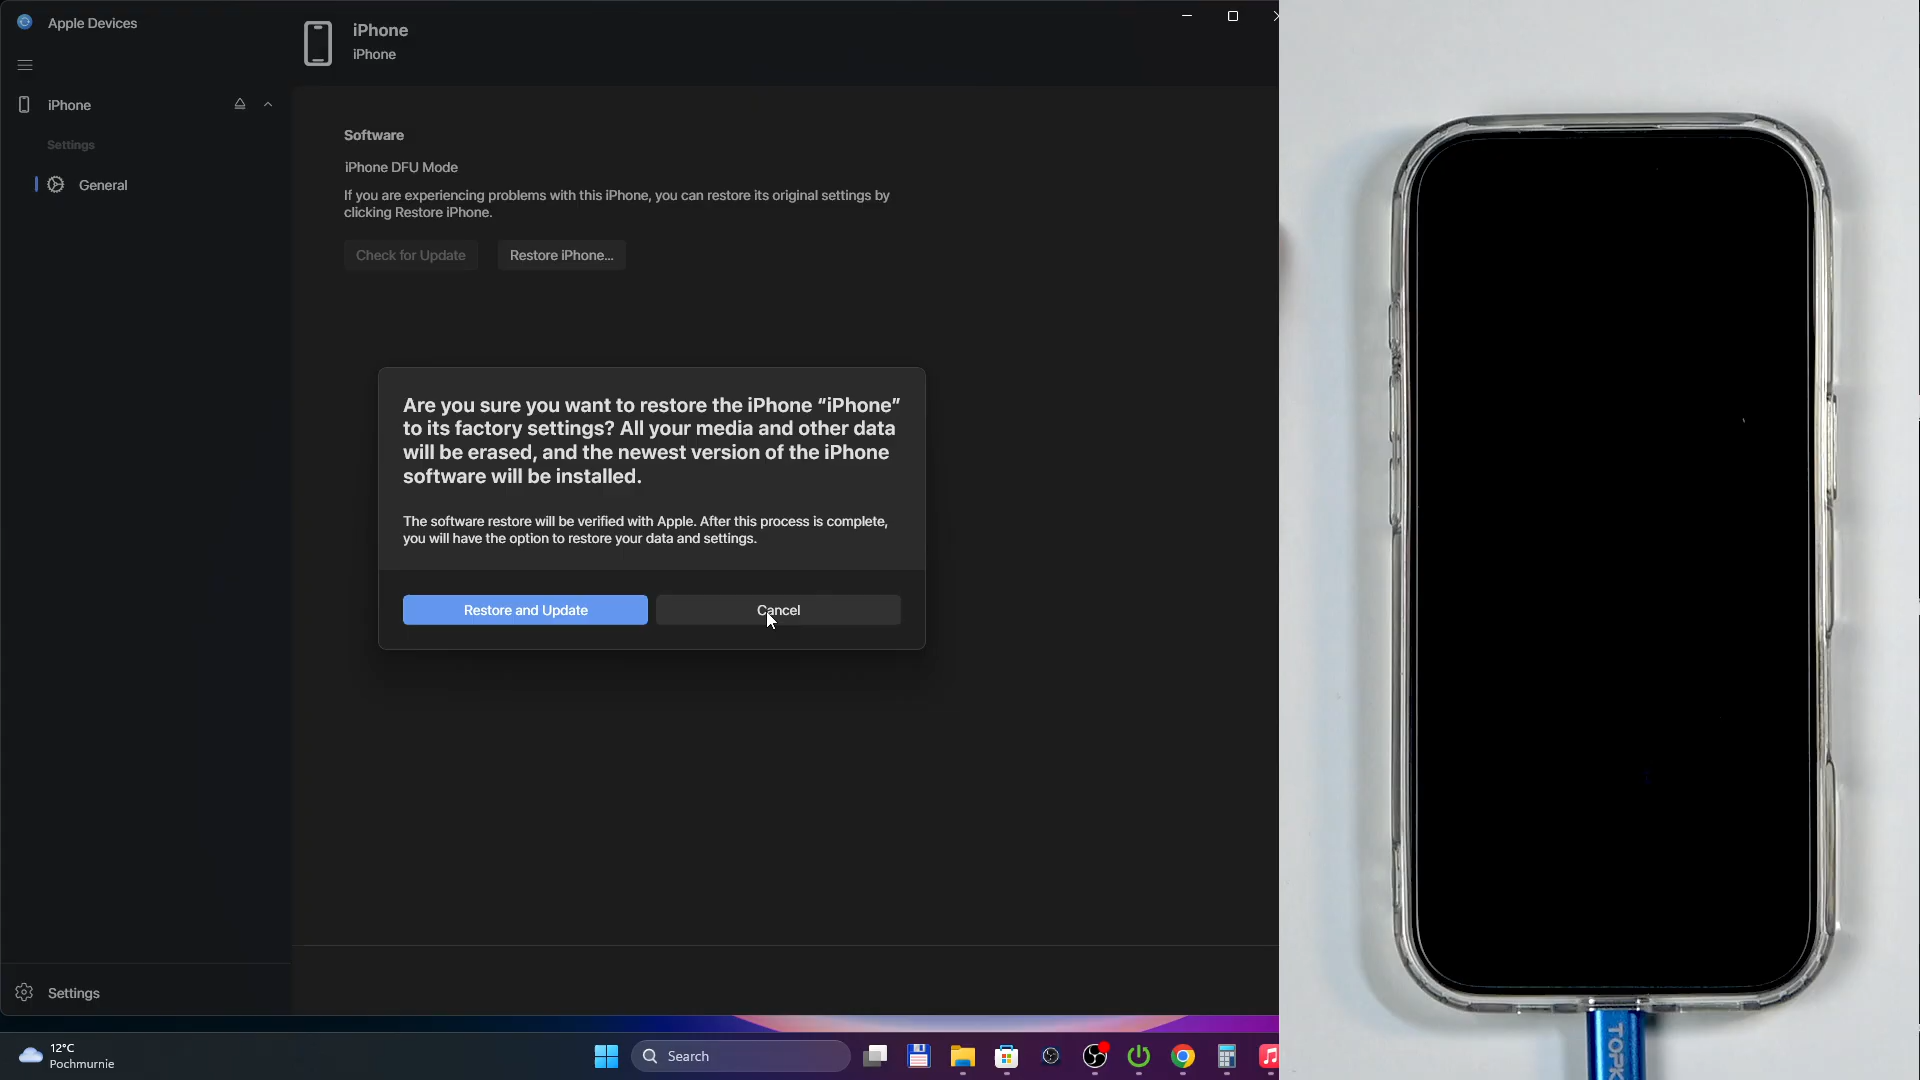 Apple Devices
iPhone
iPhone
iPhone
Settings
General
Software
iPhone DFU Mode
If you are experiencing problems with this iPhone, you can restore its original settings by
clicking Restore iPhone.
Check for Update
Restore iPhone...
Are you sure you want to restore the iPhone “iPhone”
to its factory settings? All your media and other data
will be erased, and the newest version of the iPhone
software will be installed.
The software restore will be verified with Apple. After this process is complete,
you will have the option to restore your data and settings.
Restore and Update
Cancel
Settings
12°C
Pochmurnie
Search
TOPK